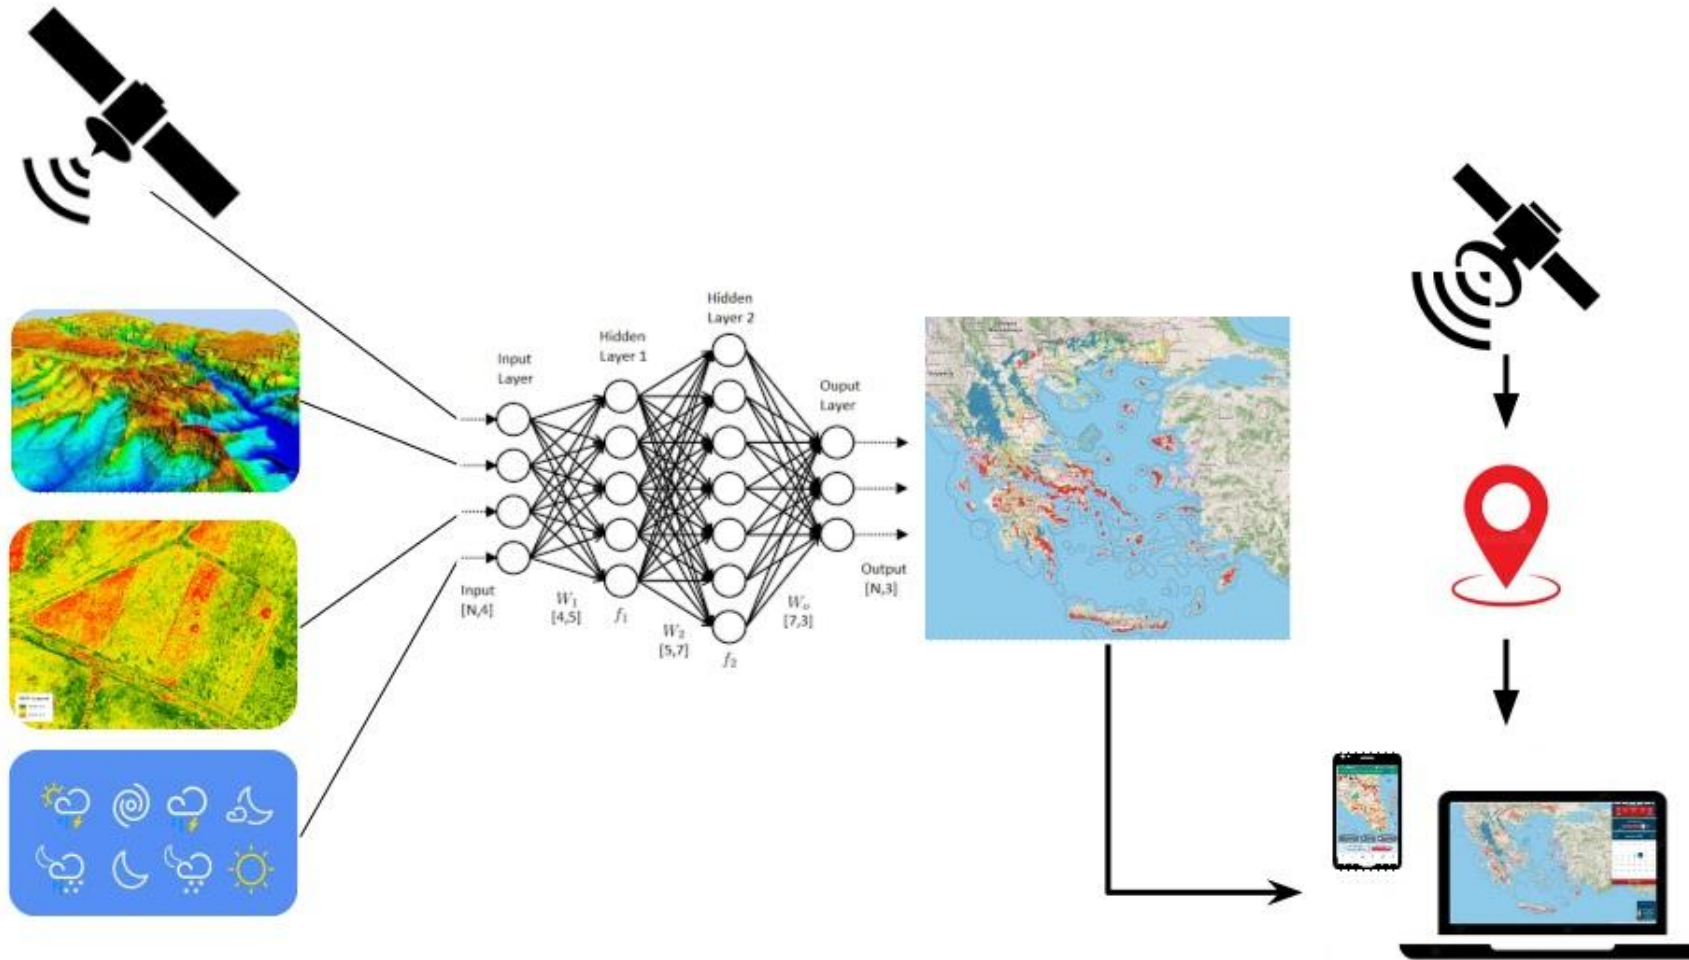 Hidden
Layer 2
Hidden
Layer 1
Input
Layer
Ouput
Layer
Input
[N,4]
W₁
[4,5]
f₁
W₂
[5,7]
f₂
Wₒ
[7,3]
Output
[N,3]